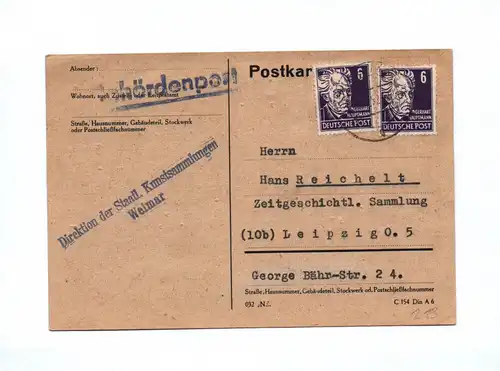 Absender:
Behördenpost
Wohnort, auch Zustell- oder Leitpostamt
Straße, Hausnummer, Gebäudeteil, Stockwerk
oder Postschließfachnummer
Direktion der Staatl. Kunstsammlungen
Weimar
Postkar
6
GERHART
HAUPTMANN
DEUTSCHE POST
6
GERHART
HAUPTMANN
DEUTSCHE POST
Herrn
Hans Reichelt
Zeitgeschichtl. Sammlung
(10b) Leipzig O. 5
George Bähr-Str. 24.
Straße, Hausnummer, Gebäudeteil, Stockwerk od. Postschließfachnummer
C 154 Din A 6